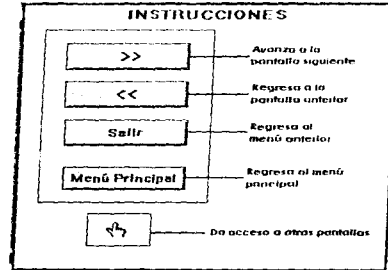 INSTRUCCIONES
>>
Avanza a la
pantalla siguiente
<<
Regresa a la
pantalla anterior
Salir
Regresa al
menú anterior
Menú Principal
Regresa al menú
principal
Da acceso a otras pantallas